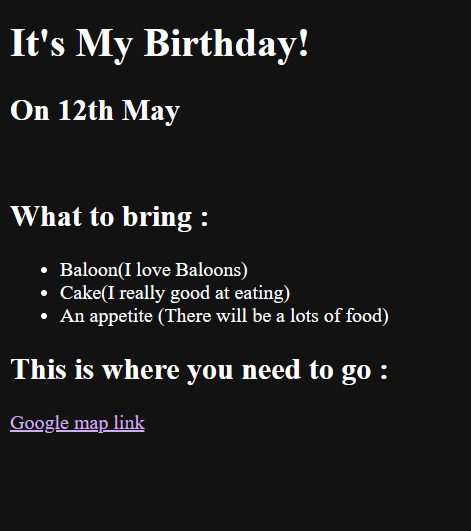 It's My Birthday!
On 12th May
What to bring :
Baloon(I love Baloons)
Cake(I really good at eating)
An appetite (There will be a lots of food)
This is where you need to go :
Google map link